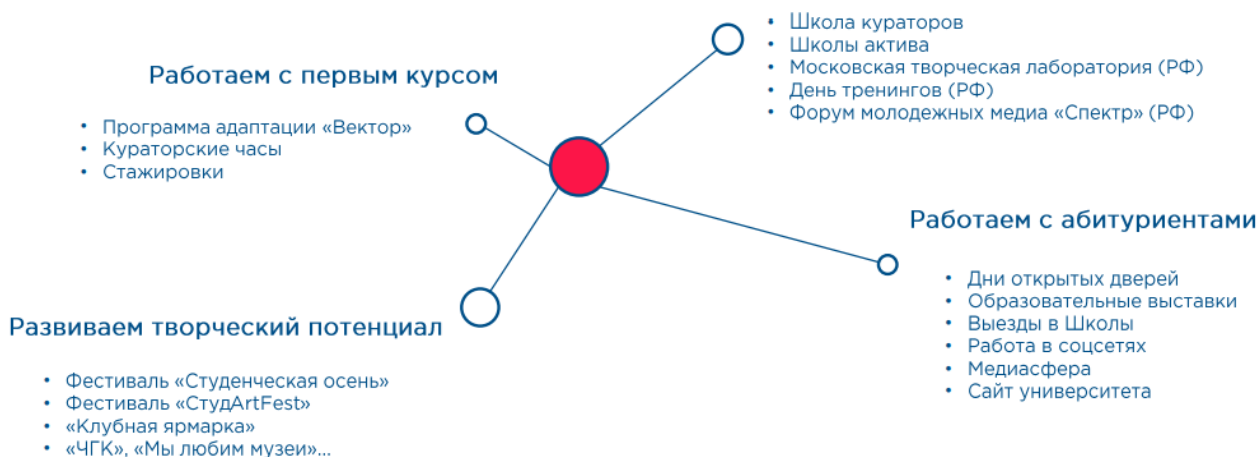 Работаем с первым курсом
• Программа адаптации «Вектор»
• Кураторские часы
• Стажировки
• Школа кураторов
• Школы актива
• Московская творческая лаборатория (РФ)
• День тренингов (РФ)
• Форум молодежных медиа «Спектр» (РФ)
Развиваем творческий потенциал
• Фестиваль «Студенческая осень»
• Фестиваль «СтудArtFest»
• «Клубная ярмарка»
• «ЧГК», «Мы любим музеи»...
Работаем с абитуриентами
• Дни открытых дверей
• Образовательные выставки
• Выезды в Школы
• Работа в соцсетях
• Медиасфера
• Сайт университета